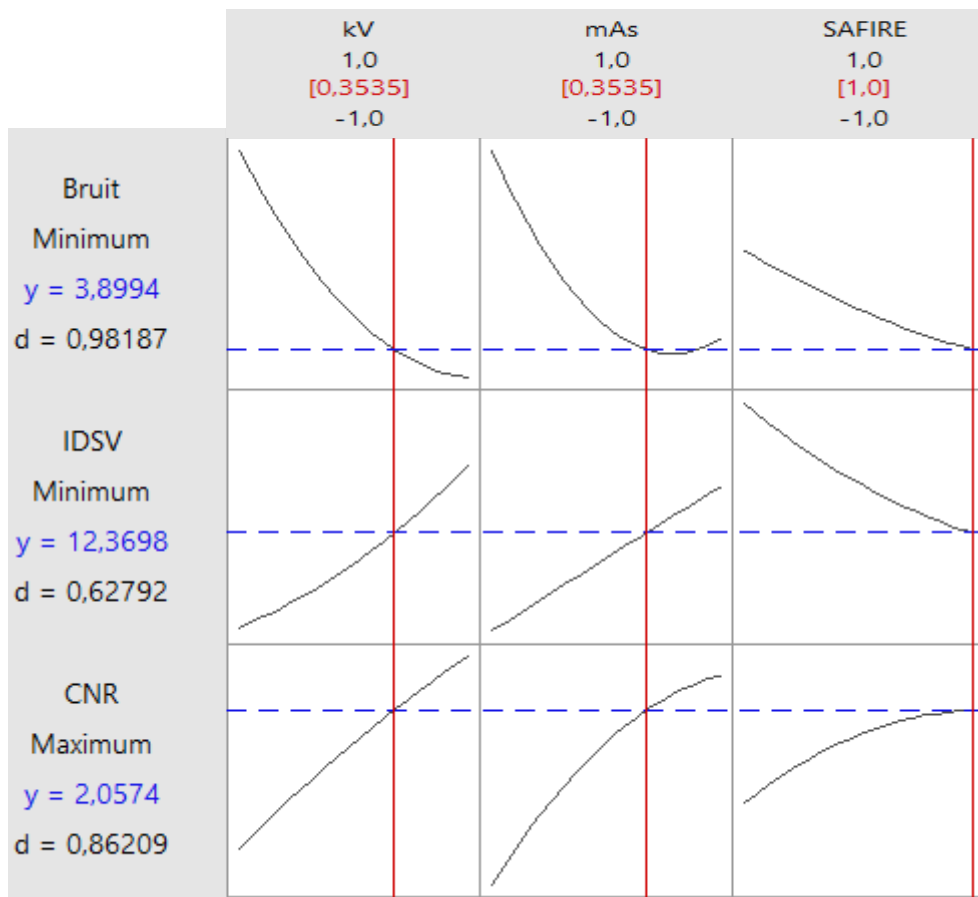 kV
1,0
[0,3535]
-1,0
mAs
1,0
[0,3535]
-1,0
SAFIRE
1,0
[1,0]
-1,0
Bruit
Minimum
y = 3,8994
d = 0,98187
IDSV
Minimum
y = 12,3698
d = 0,62792
CNR
Maximum
y = 2,0574
d = 0,86209